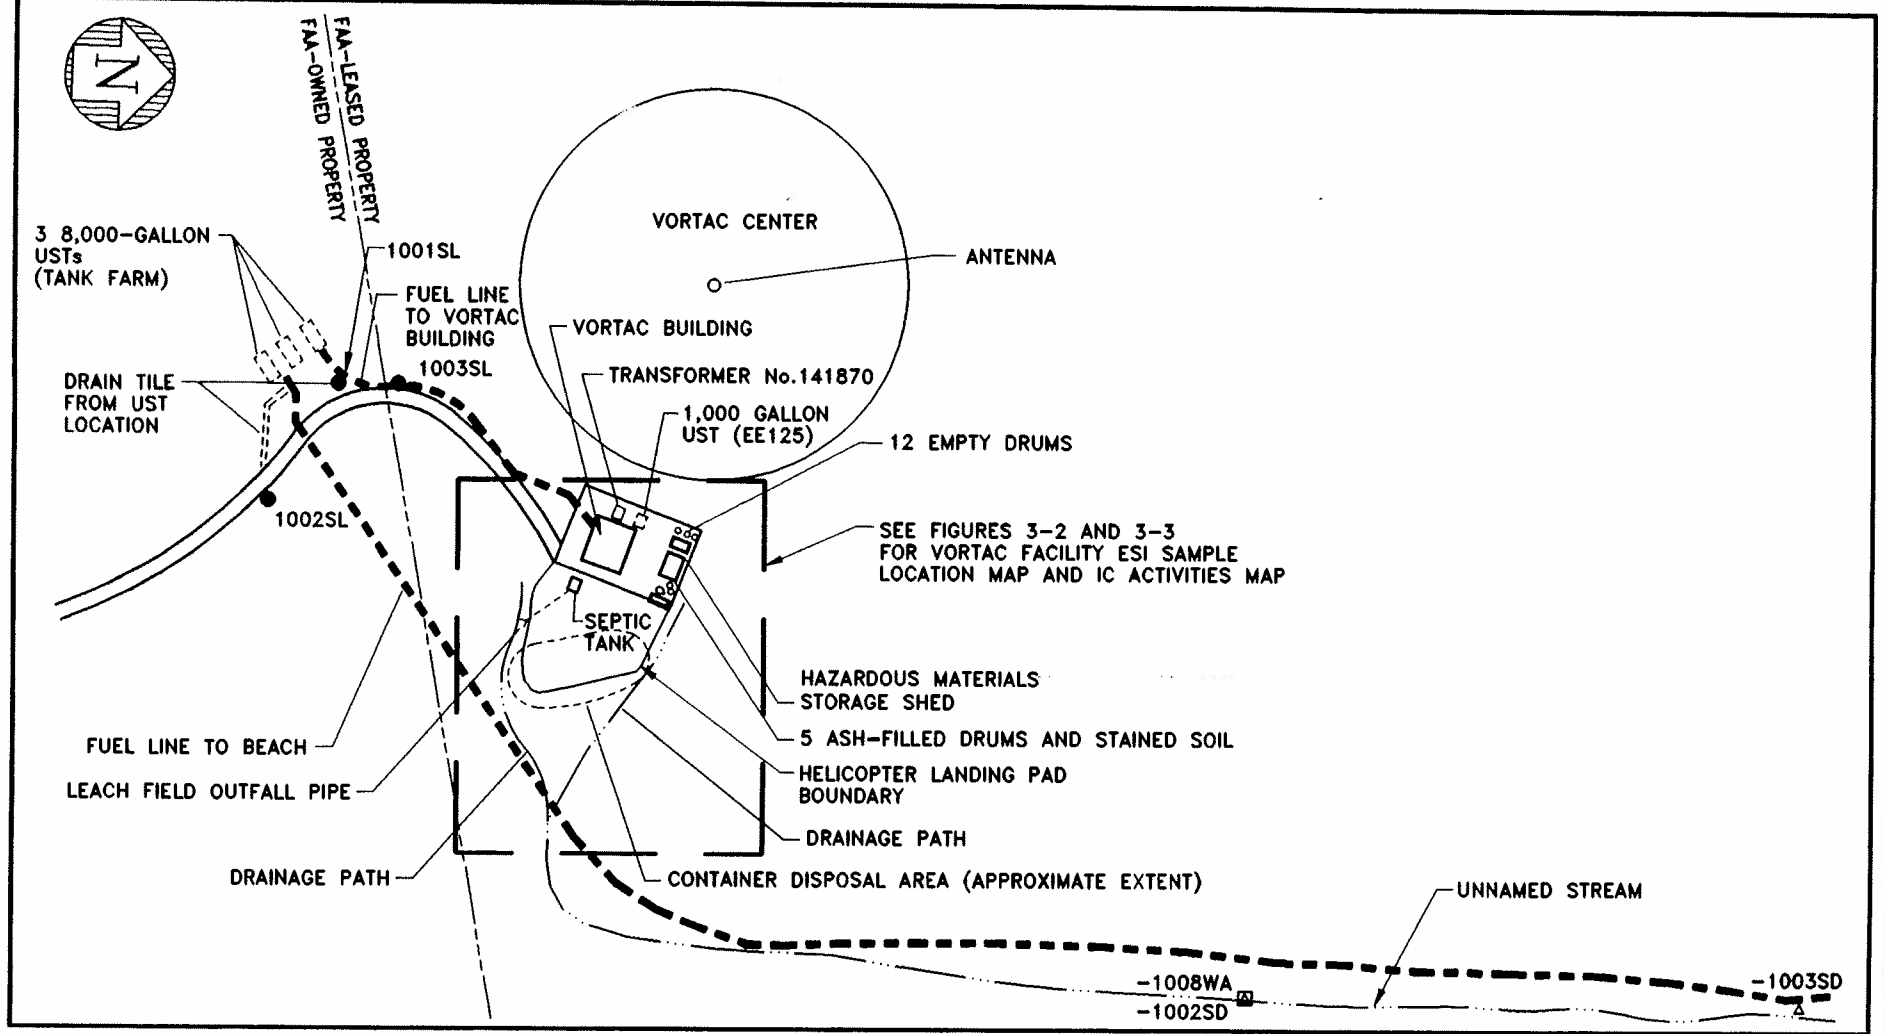 N
FAA-LEASED PROPERTY
FAA-OWNED PROPERTY
VORTAC CENTER
3 8,000-GALLON
USTs
(TANK FARM)
1001SL
ANTENNA
FUEL LINE
TO VORTAC
BUILDING
VORTAC BUILDING
1003SL
DRAIN TILE
FROM UST
LOCATION
TRANSFORMER No.141870
1,000 GALLON
UST (EE125)
12 EMPTY DRUMS
1002SL
SEE FIGURES 3-2 AND 3-3
FOR VORTAC FACILITY ESI SAMPLE
LOCATION MAP AND IC ACTIVITIES MAP
SEPTIC
TANK
HAZARDOUS MATERIALS
STORAGE SHED
5 ASH-FILLED DRUMS AND STAINED SOIL
FUEL LINE TO BEACH
HELICOPTER LANDING PAD
BOUNDARY
LEACH FIELD OUTFALL PIPE
DRAINAGE PATH
DRAINAGE PATH
CONTAINER DISPOSAL AREA (APPROXIMATE EXTENT)
UNNAMED STREAM
-1008WA
-1002SD
-1003SD